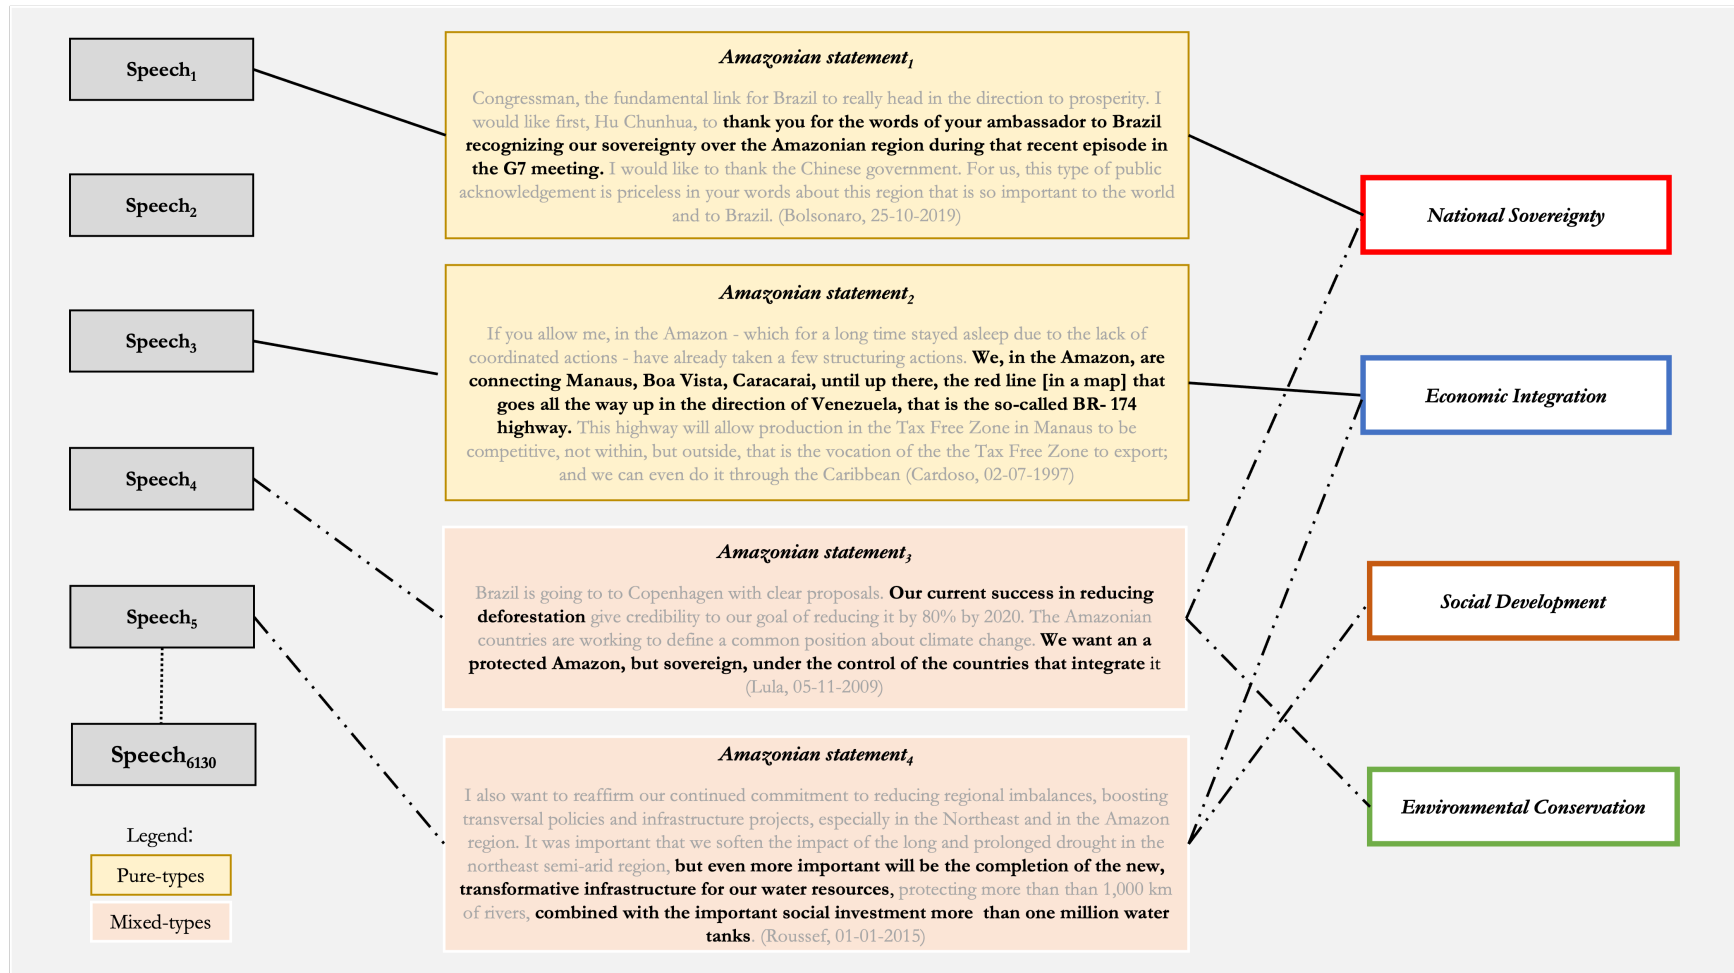 Speech1
Speech2
Speech3
Speech4
Speech5
Speech6130
Legend:
Pure-types
Mixed-types
Amazonian statement1
Congressman, the fundamental link for Brazil to really head in the direction to prosperity. I
would like first, Hu Chunhua, to thank you for the words of your ambassador to Brazil
recognizing our sovereignty over the Amazonian region during that recent episode in
the G7 meeting. I would like to thank the Chinese government. For us, this type of public
acknowledgement is priceless in your words about this region that is so important to the world
and to Brazil. (Bolsonaro, 25-10-2019)
Amazonian statement2
If you allow me, in the Amazon - which for a long time stayed asleep due to the lack of
coordinated actions - have already taken a few structuring actions. We, in the Amazon, are
connecting Manaus, Boa Vista, Caracarai, until up there, the red line [in a map] that
goes all the way up in the direction of Venezuela, that is the so-called BR- 174
highway. This highway will allow production in the Tax Free Zone in Manaus to be
competitive, not within, but outside, that is the vocation of the the Tax Free Zone to export;
and we can even do it through the Caribbean (Cardoso, 02-07-1997)
Amazonian statement3
Brazil is going to to Copenhagen with clear proposals. Our current success in reducing
deforestation give credibility to our goal of reducing it by 80% by 2020. The Amazonian
countries are working to define a common position about climate change. We want an a
protected Amazon, but sovereign, under the control of the countries that integrate it
(Lula, 05-11-2009)
Amazonian statement4
I also want to reaffirm our continued commitment to reducing regional imbalances, boosting
transversal policies and infrastructure projects, especially in the Northeast and in the Amazon
region. It was important that we soften the impact of the long and prolonged drought in the
northeast semi-arid region, but even more important will be the completion of the new,
transformative infrastructure for our water resources, protecting more than than 1,000 km
of rivers, combined with the important social investment more than one million water
tanks. (Roussef, 01-01-2015)
National Sovereignty
Economic Integration
Social Development
Environmental Conservation